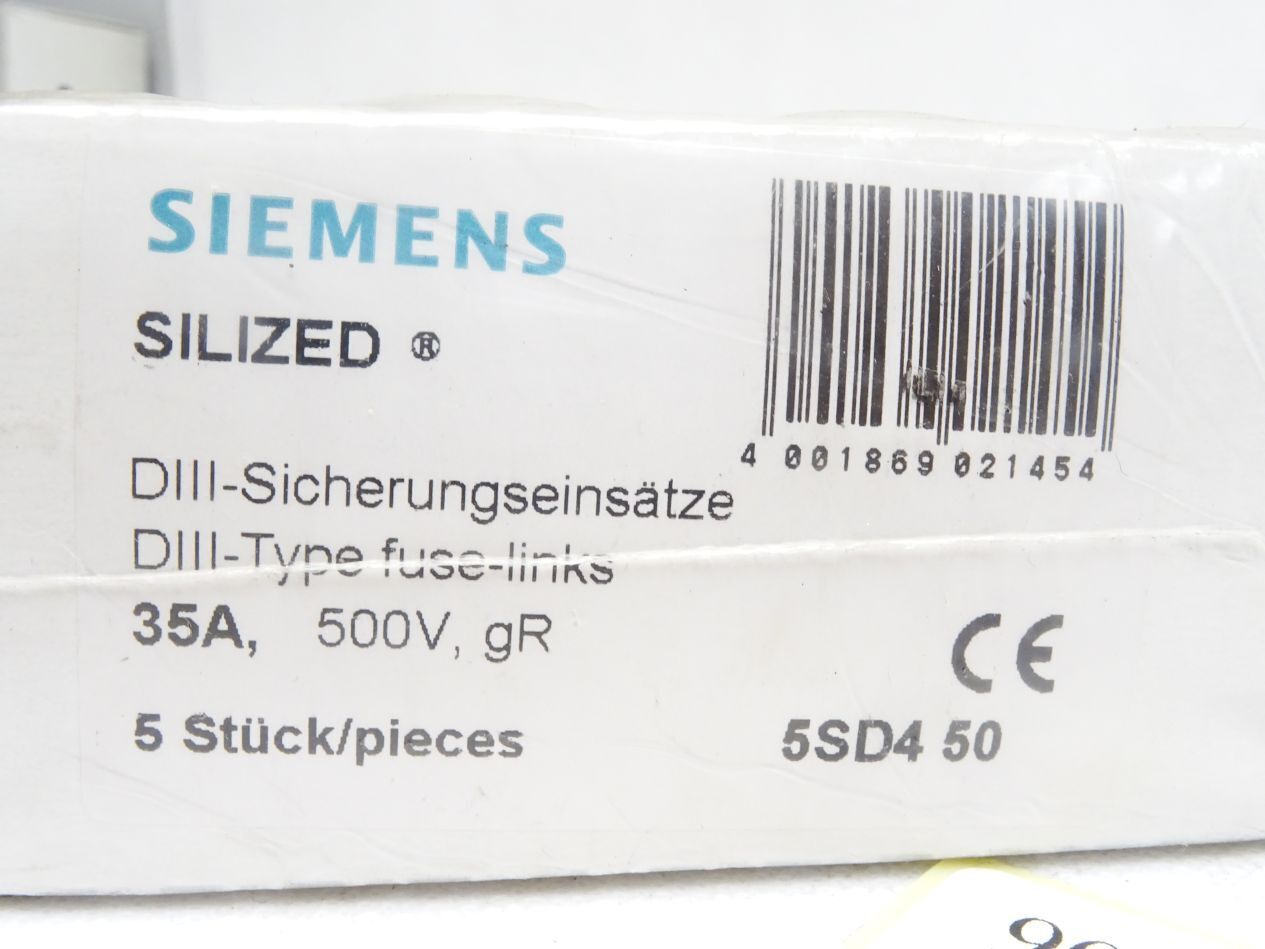 SIEMENS
SILIZED ®
4 001869 021454
DIII-Sicherungseinsätze
DIII-Type fuse-links
35A, 500V, gR
CE
5 Stück/pieces
5SD4 50